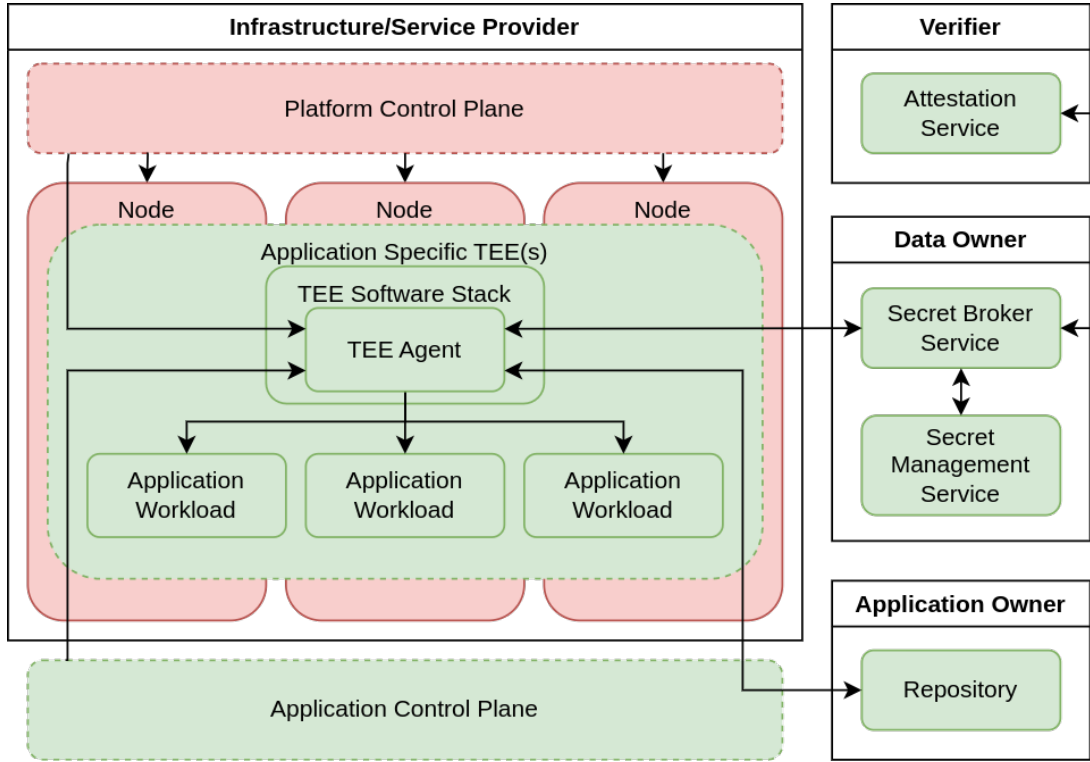 Infrastructure/Service Provider
Platform Control Plane
Node
Node
Node
Application Specific TEE(s)
TEE Software Stack
TEE Agent
Application
Workload
Application
Workload
Application
Workload
Application Control Plane
Verifier
Attestation
Service
Data Owner
Secret Broker
Service
Secret
Management
Service
Application Owner
Repository